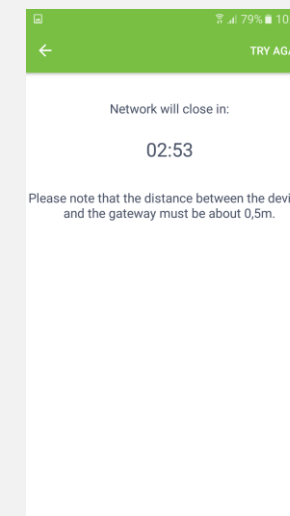 79% 10
TRY AGA
Network will close in:
02:53
Please note that the distance between the devi
and the gateway must be about 0,5m.